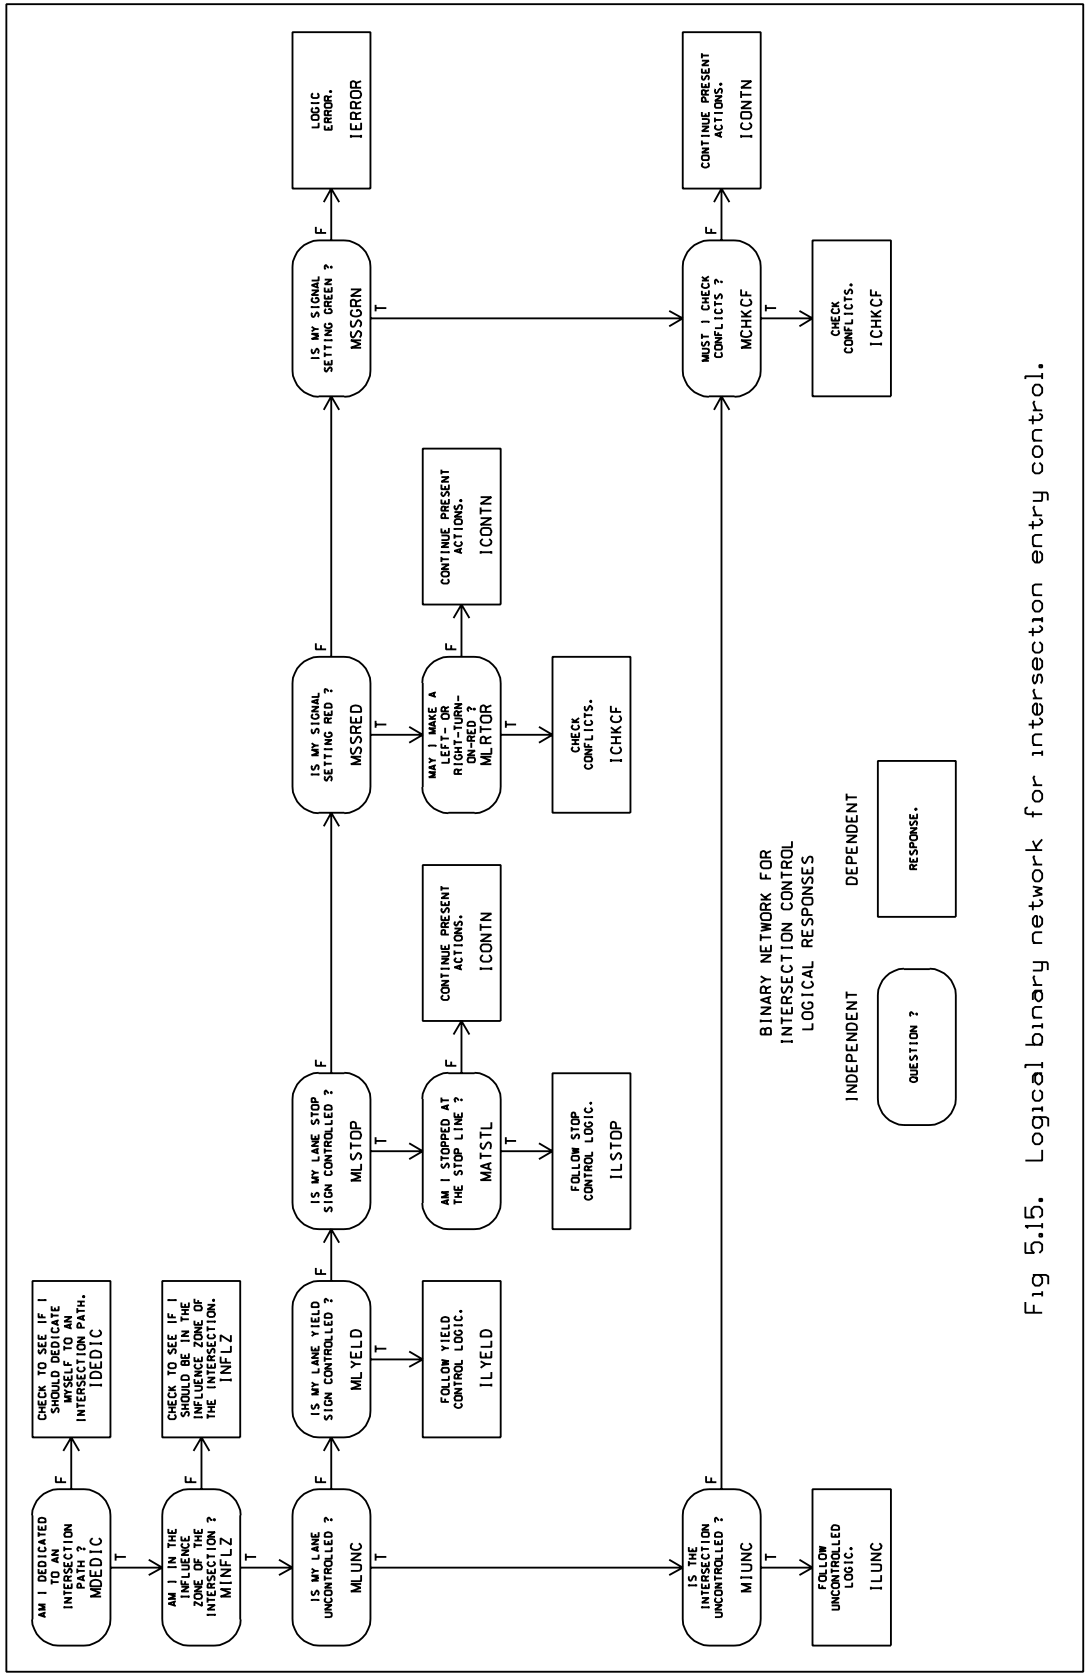 AM I DEDICATED
TO AN
INTERSECTION
PATH ?
MDEDIC
F
CHECK TO SEE IF I
SHOULD DEDICATE
MYSELF TO AN
INTERSECTION PATH.
IDEDIC
T
AM I IN THE
INFLUENCE
ZONE OF THE
INTERSECTION ?
MINFLZ
F
CHECK TO SEE IF I
SHOULD BE IN THE
INFLUENCE ZONE OF
THE INTERSECTION.
INFLZ
T
IS MY LANE
UNCONTROLLED ?
MLUNC
F
IS MY LANE YIELD
SIGN CONTROLLED ?
MLYELD
F
IS MY LANE STOP
SIGN CONTROLLED ?
MLSTOP
F
IS MY SIGNAL
SETTING RED ?
MSSRED
F
IS MY SIGNAL
SETTING GREEN ?
MSSGRN
F
LOGIC
ERROR.
IERROR
T
T
T
T
T
FOLLOW YIELD
CONTROL LOGIC.
ILYELD
AM I STOPPED AT
THE STOP LINE ?
MATSTL
F
CONTINUE PRESENT
ACTIONS.
ICONTN
MAY I MAKE A
LEFT- OR
RIGHT-TURN-
ON-RED ?
MLRTOR
F
CONTINUE PRESENT
ACTIONS.
ICONTN
T
T
FOLLOW STOP
CONTROL LOGIC.
ILSTOP
CHECK
CONFLICTS.
ICHKCF
IS THE
INTERSECTION
UNCONTROLLED ?
MIUNC
F
MUST I CHECK
CONFLICTS ?
MCHKCF
F
CONTINUE PRESENT
ACTIONS.
ICONTN
T
T
FOLLOW
UNCONTROLLED
LOGIC.
ILUNC
CHECK
CONFLICTS.
ICHKCF
BINARY NETWORK FOR
INTERSECTION CONTROL
LOGICAL RESPONSES
INDEPENDENT
DEPENDENT
QUESTION ?
RESPONSE.
Fig 5.15. Logical binary network for intersection entry control.